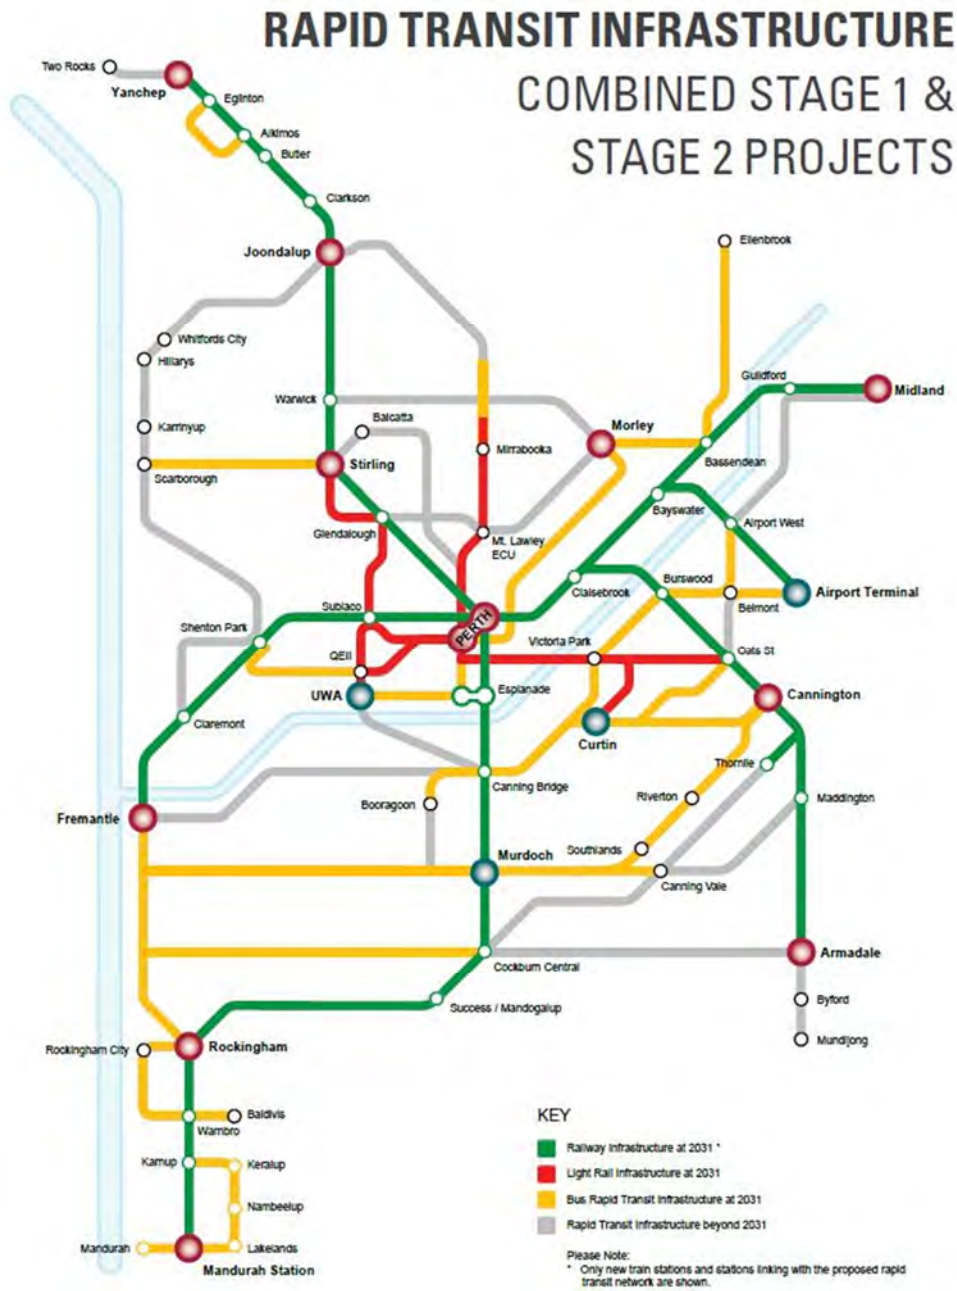 RAPID TRANSIT INFRASTRUCTURE
COMBINED STAGE 1 &
STAGE 2 PROJECTS
Two Rocks
Yanchep
Eglinton
Alkimos
Butler
Clarkson
Joondalup
Ellenbrook
Whitfords City
Hillarys
Guildford
Midland
Warwick
Balcatta
Morley
Karrinyup
Mirrabooka
Bassendean
Stirling
Scarborough
Bayswater
Airport West
Glendalough
Mt. Lawley
ECU
Claisebrook
Burswood
Airport Terminal
Belmont
Subiaco
PERTH
Shenton Park
Victoria Park
Oats St
QEII
UWA
Esplanade
Cannington
Claremont
Curtin
Thornlie
Canning Bridge
Riverton
Maddington
Booragoon
Fremantle
Southlands
Murdoch
Canning Vale
Armadale
Cockburn Central
Byford
Success / Mandogalup
Mundijong
Rockingham City
Rockingham
Baldivis
Warnbro
KEY
Railway Infrastructure at 2031 *
Karnup
Keralup
Light Rail Infrastructure at 2031
Bus Rapid Transit Infrastructure at 2031
Nambeelup
Rapid Transit Infrastructure beyond 2031
Mandurah
Lakelands
Mandurah Station
Please Note:
* Only new train stations and stations linking with the proposed rapid
transit network are shown.